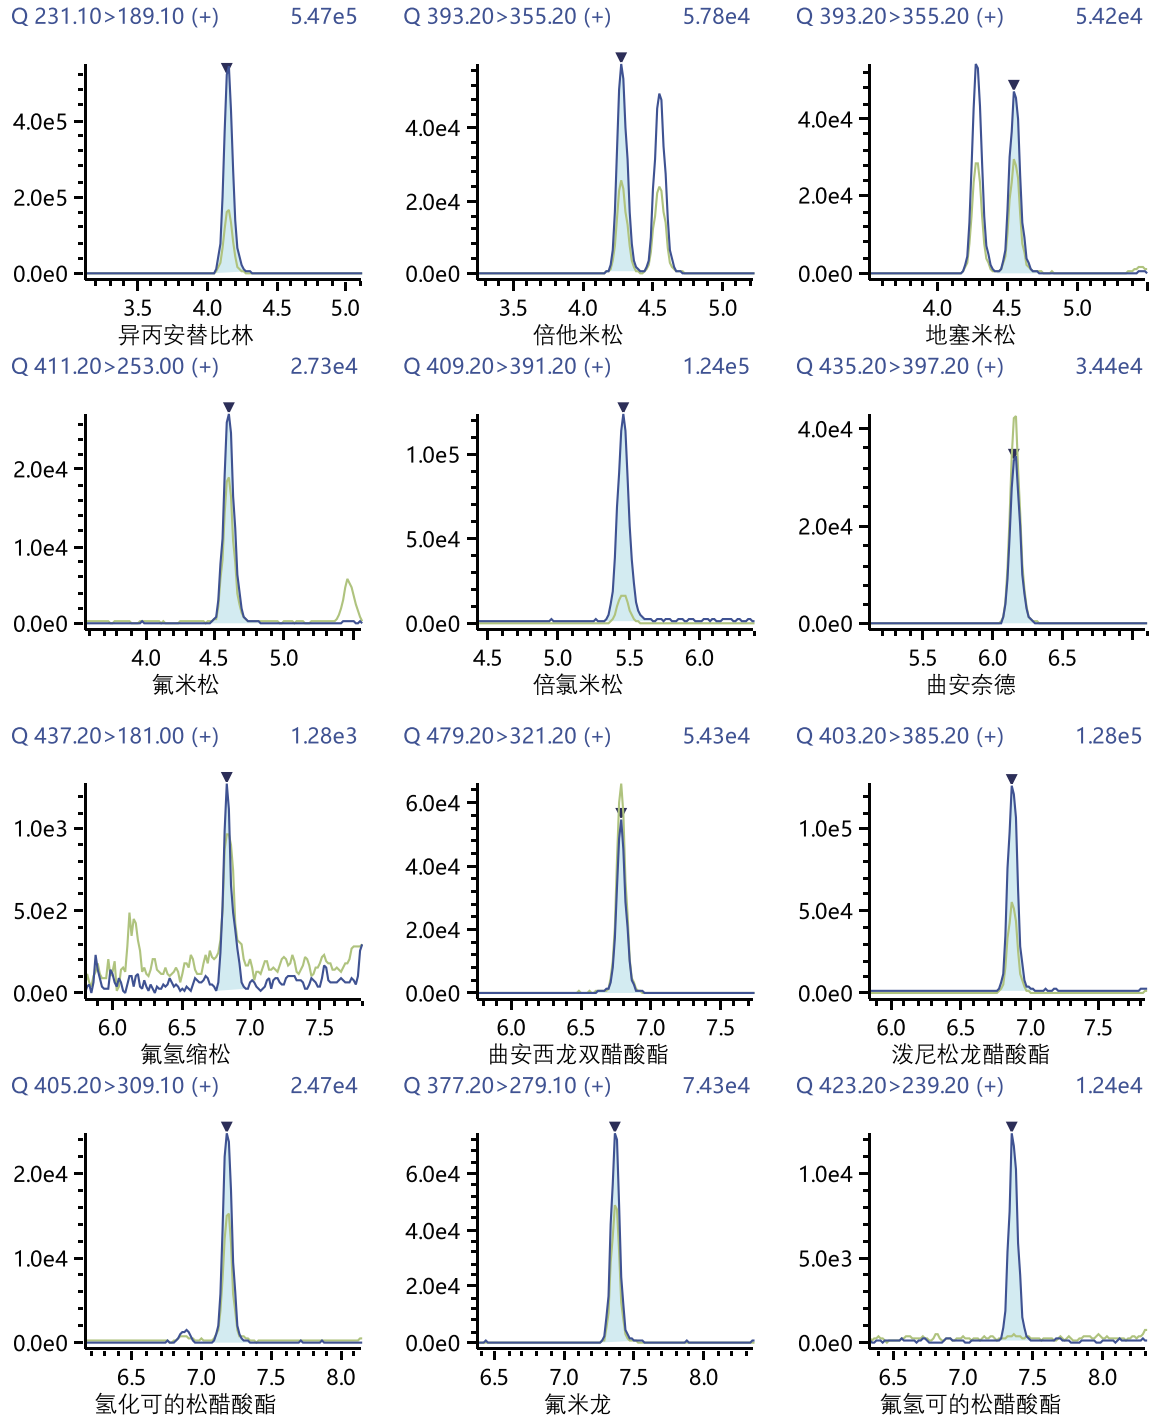 Q 231.10>189.10 (+) 5.47e5
4.0e5
2.0e5
0.0e0
3.5 4.0 4.5 5.0
异丙安替比林
Q 393.20>355.20 (+) 5.78e4
4.0e4
2.0e4
0.0e0
3.5 4.0 4.5 5.0
倍他米松
Q 393.20>355.20 (+) 5.42e4
4.0e4
2.0e4
0.0e0
4.0 4.5 5.0
地塞米松
Q 411.20>253.00 (+) 2.73e4
2.0e4
1.0e4
0.0e0
4.0 4.5 5.0
氟米松
Q 409.20>391.20 (+) 1.24e5
1.0e5
5.0e4
0.0e0
4.5 5.0 5.5 6.0
倍氯米松
Q 435.20>397.20 (+) 3.44e4
4.0e4
2.0e4
0.0e0
5.5 6.0 6.5
曲安奈德
Q 437.20>181.00 (+) 1.28e3
1.0e3
5.0e2
0.0e0
6.0 6.5 7.0 7.5
氟氢缩松
Q 479.20>321.20 (+) 5.43e4
6.0e4
4.0e4
2.0e4
0.0e0
6.0 6.5 7.0 7.5
曲安西龙双醋酸酯
Q 403.20>385.20 (+) 1.28e5
1.0e5
5.0e4
0.0e0
6.0 6.5 7.0 7.5
泼尼松龙醋酸酯
Q 405.20>309.10 (+) 2.47e4
2.0e4
1.0e4
0.0e0
6.5 7.0 7.5 8.0
氢化可的松醋酸酯
Q 377.20>279.10 (+) 7.43e4
6.0e4
4.0e4
2.0e4
0.0e0
6.5 7.0 7.5 8.0
氟米龙
Q 423.20>239.20 (+) 1.24e4
1.0e4
5.0e3
0.0e0
6.5 7.0 7.5 8.0
氟氢可的松醋酸酯